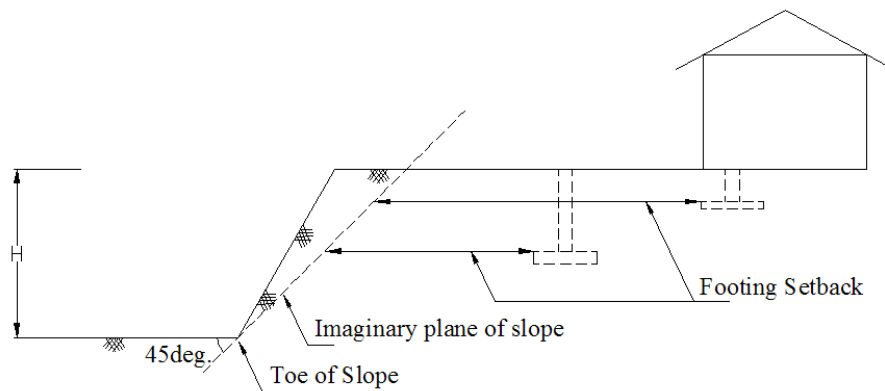 H
Footing Setback
Imaginary plane of slope
45deg.
Toe of Slope